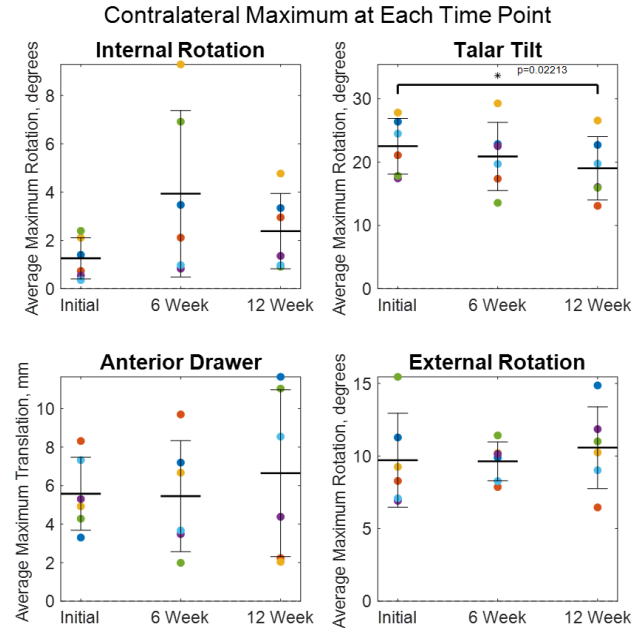 Contralateral Maximum at Each Time Point
Internal Rotation
Average Maximum Rotation, degrees
8
6
4
2
0
Initial 6 Week 12 Week
Talar Tilt
Average Maximum Rotation, degrees
* p=0.02213
30
20
10
0
Initial 6 Week 12 Week
Anterior Drawer
Average Maximum Translation, mm
10
8
6
4
2
0
Initial 6 Week 12 Week
External Rotation
Average Maximum Rotation, degrees
15
10
5
0
Initial 6 Week 12 Week